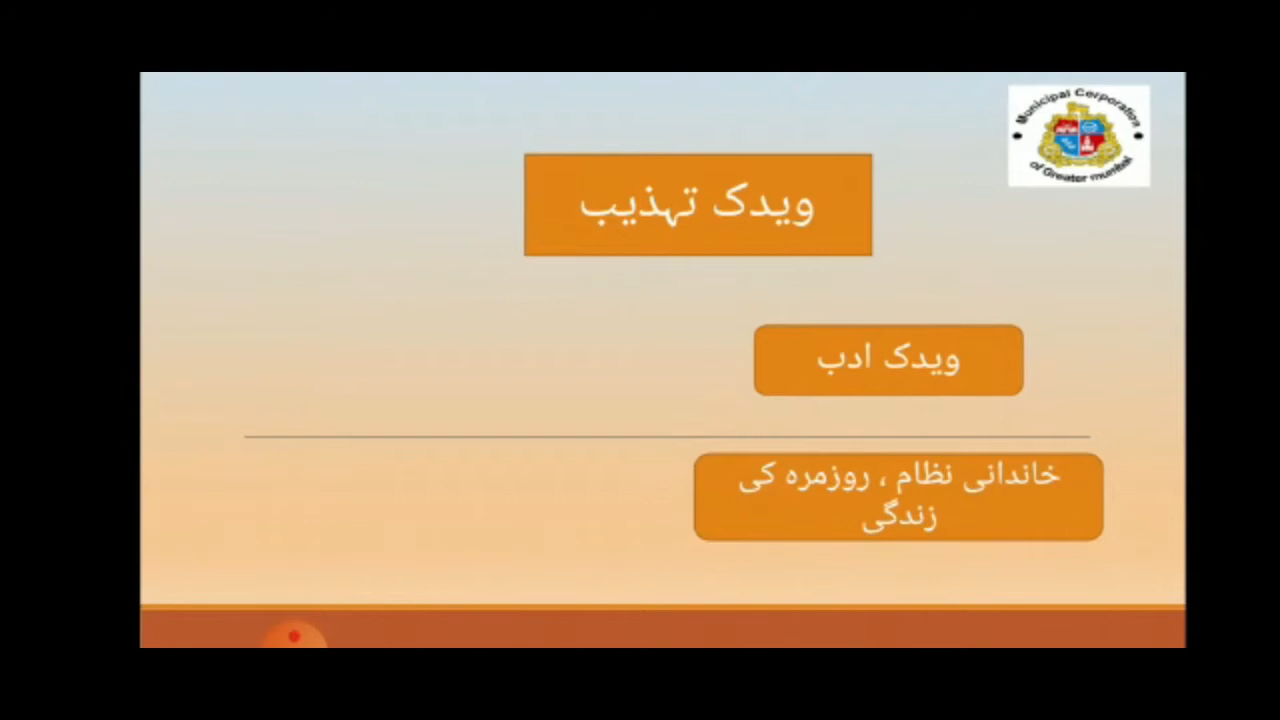 Municipal Corporation
of Greater mumbai
ویدک تہذیب
ویدک ادب
خاندانی نظام ، روزمرہ کی
زندگی